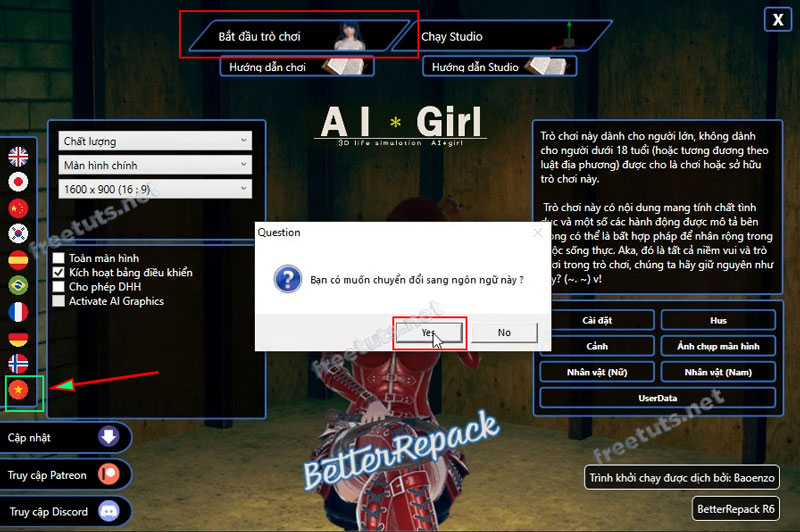 Bắt đầu trò chơi
Chạy Studio
X
Hướng dẫn chơi
Hướng dẫn Studio
AI * Girl
3D life simulation AI*girl
Chất lượng
Màn hình chính
1600 x 900 (16 : 9)
Toàn màn hình
Kích hoạt bảng điều khiển
Cho phép DHH
Activate AI Graphics
Trò chơi này dành cho người lớn, không dành
cho người dưới 18 tuổi (hoặc tương đương theo
luật địa phương) được cho là chơi hoặc sở hữu
trò chơi này.
Trò chơi này có nội dung mang tính chất tình
dục và một số các hành động được mô tả bên
trong có thể là bất hợp pháp để nhân rộng trong
cuộc sống thực. Aka, đó là tất cả niềm vui và trò
chơi trong trò chơi, chúng ta hãy giữ nguyên như
vậy? (~. ~) v!
Question
Bạn có muốn chuyển đổi sang ngôn ngữ này ?
Yes
No
Cài đặt
Hus
Cảnh
Ảnh chụp màn hình
Nhân vật (Nữ)
Nhân vật (Nam)
UserData
Cập nhật
Truy cập Patreon
Truy cập Discord
BetterRepack
Trình khởi chạy được dịch bởi: Baoenzo
BetterRepack R6
freetuts.net
freetuts.net
freetuts.net